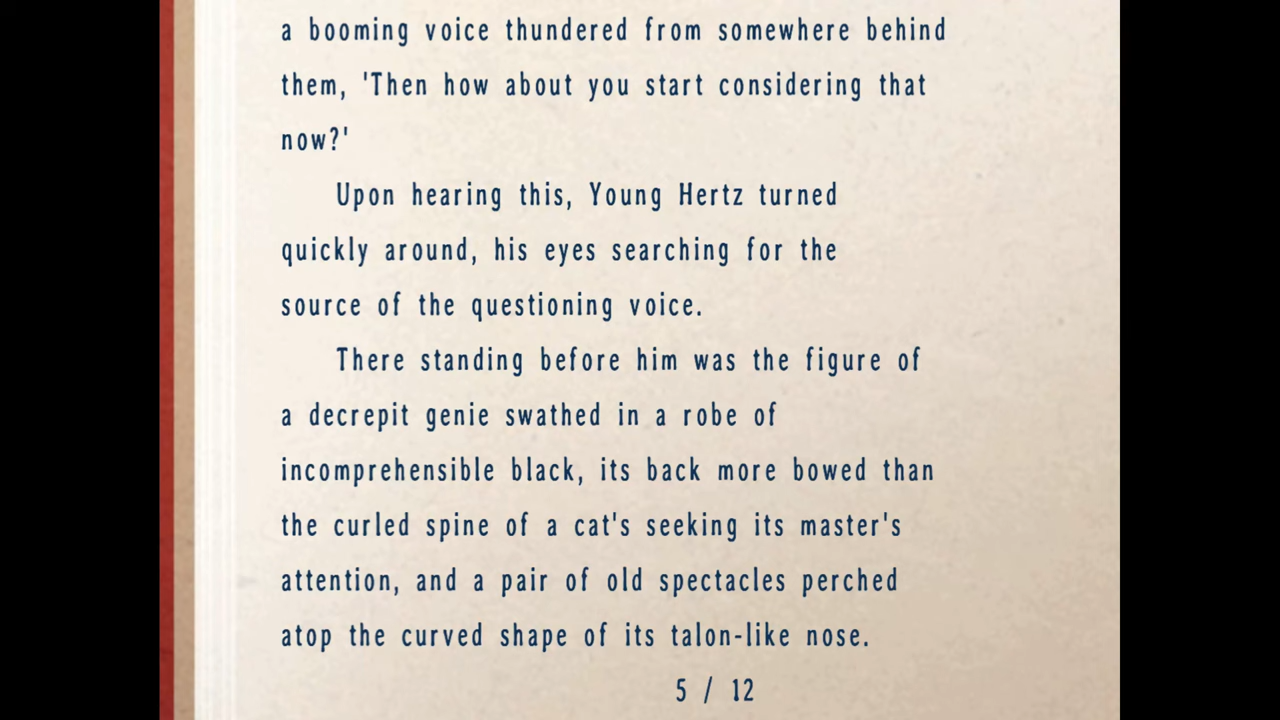 a booming voice thundered from somewhere behind
them, 'Then how about you start considering that
now?'
Upon hearing this, Young Hertz turned
quickly around, his eyes searching for the
source of the questioning voice.
There standing before him was the figure of
a decrepit genie swathed in a robe of
incomprehensible black, its back more bowed than
the curled spine of a cat's seeking its master's
attention, and a pair of old spectacles perched
atop the curved shape of its talon-like nose.
5 / 12